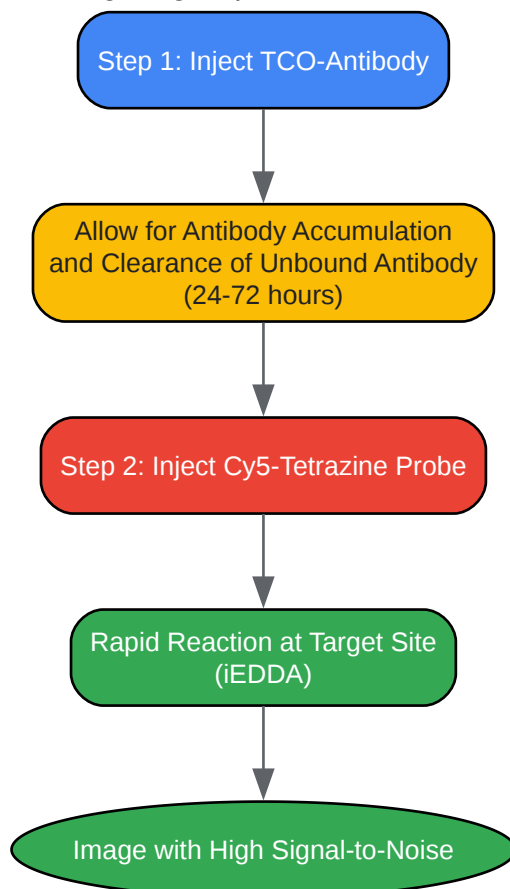 Step 1: Inject TCO-Antibody
Allow for Antibody Accumulation
and Clearance of Unbound Antibody
(24-72 hours)
Step 2: Inject Cy5-Tetrazine Probe
Rapid Reaction at Target Site
(iEDDA)
Image with High Signal-to-Noise